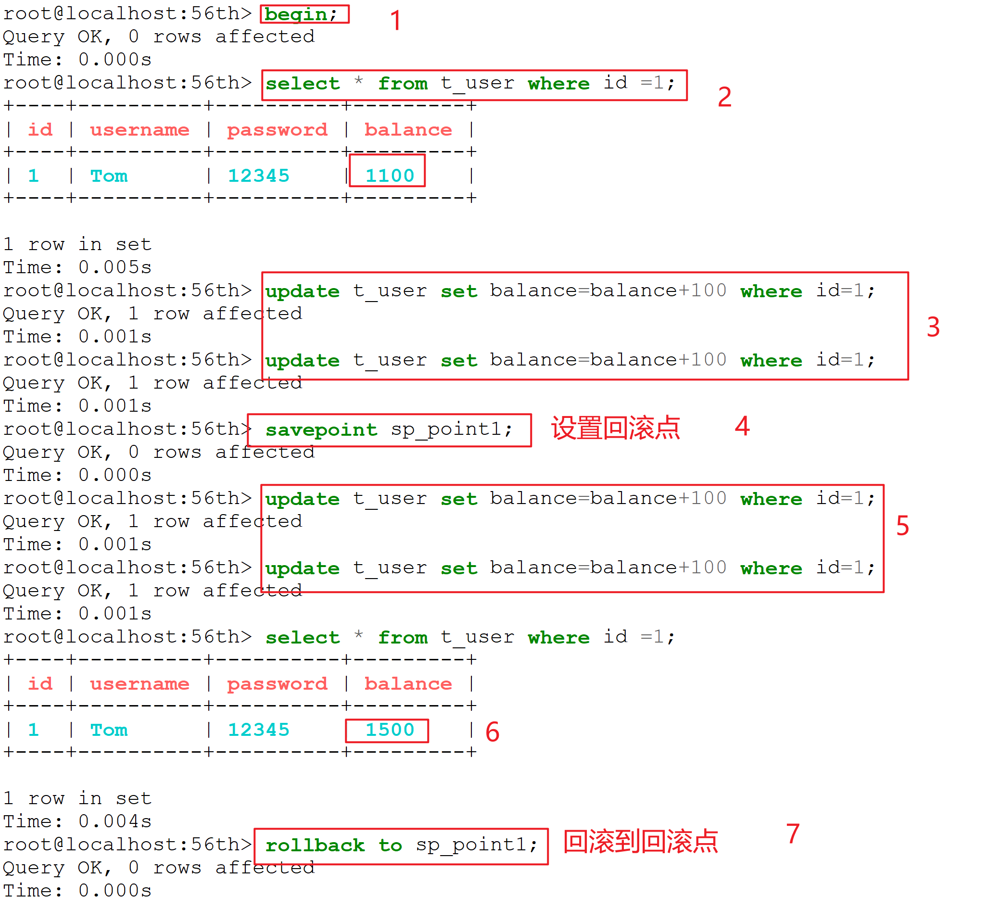 root@localhost:56th> begin; 1
Query OK, 0 rows affected
Time: 0.000s
root@localhost:56th> select * from t_user where id =1; 2
+----+----------+----------+---------+
| id | username | password | balance |
+----+----------+----------+---------+
| 1  | Tom      | 12345    | 1100    |
+----+----------+----------+---------+
1 row in set
Time: 0.005s
root@localhost:56th> update t_user set balance=balance+100 where id=1;
Query OK, 1 row affected
3
Time: 0.001s
root@localhost:56th> update t_user set balance=balance+100 where id=1;
Query OK, 1 row affected
Time: 0.001s
root@localhost:56th> savepoint sp_point1; 设置回滚点 4
Query OK, 0 rows affected
Time: 0.000s
root@localhost:56th> update t_user set balance=balance+100 where id=1;
Query OK, 1 row affected 5
Time: 0.001s
root@localhost:56th> update t_user set balance=balance+100 where id=1;
Query OK, 1 row affected
Time: 0.001s
root@localhost:56th> select * from t_user where id =1;
+----+----------+----------+---------+
| id | username | password | balance |
+----+----------+----------+---------+
| 1  | Tom      | 12345    | 1500    | 6
+----+----------+----------+---------+
1 row in set
Time: 0.004s
root@localhost:56th> rollback to sp_point1; 回滚到回滚点 7
Query OK, 0 rows affected
Time: 0.000s